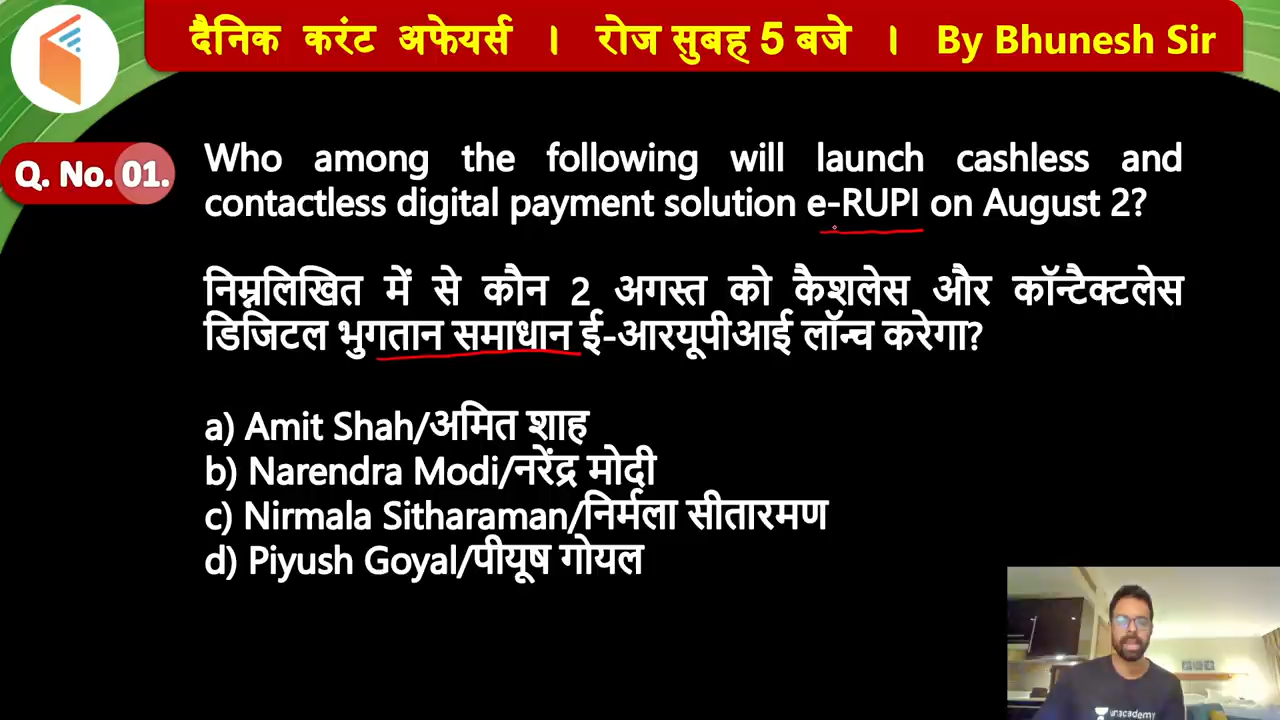 दैनिक करंट अफेयर्स । रोज सुबह 5 बजे । By Bhunesh Sir
Q. No. 01.
Who among the following will launch cashless and
contactless digital payment solution e-RUPI on August 2?
निम्नलिखित में से कौन 2 अगस्त को कैशलेस और कॉन्टैक्टलेस
डिजिटल भुगतान समाधान ई-आरयूपीआई लॉन्च करेगा?
a) Amit Shah/अमित शाह
b) Narendra Modi/नरेंद्र मोदी
c) Nirmala Sitharaman/निर्मला सीतारमण
d) Piyush Goyal/पीयूष गोयल
unacademy